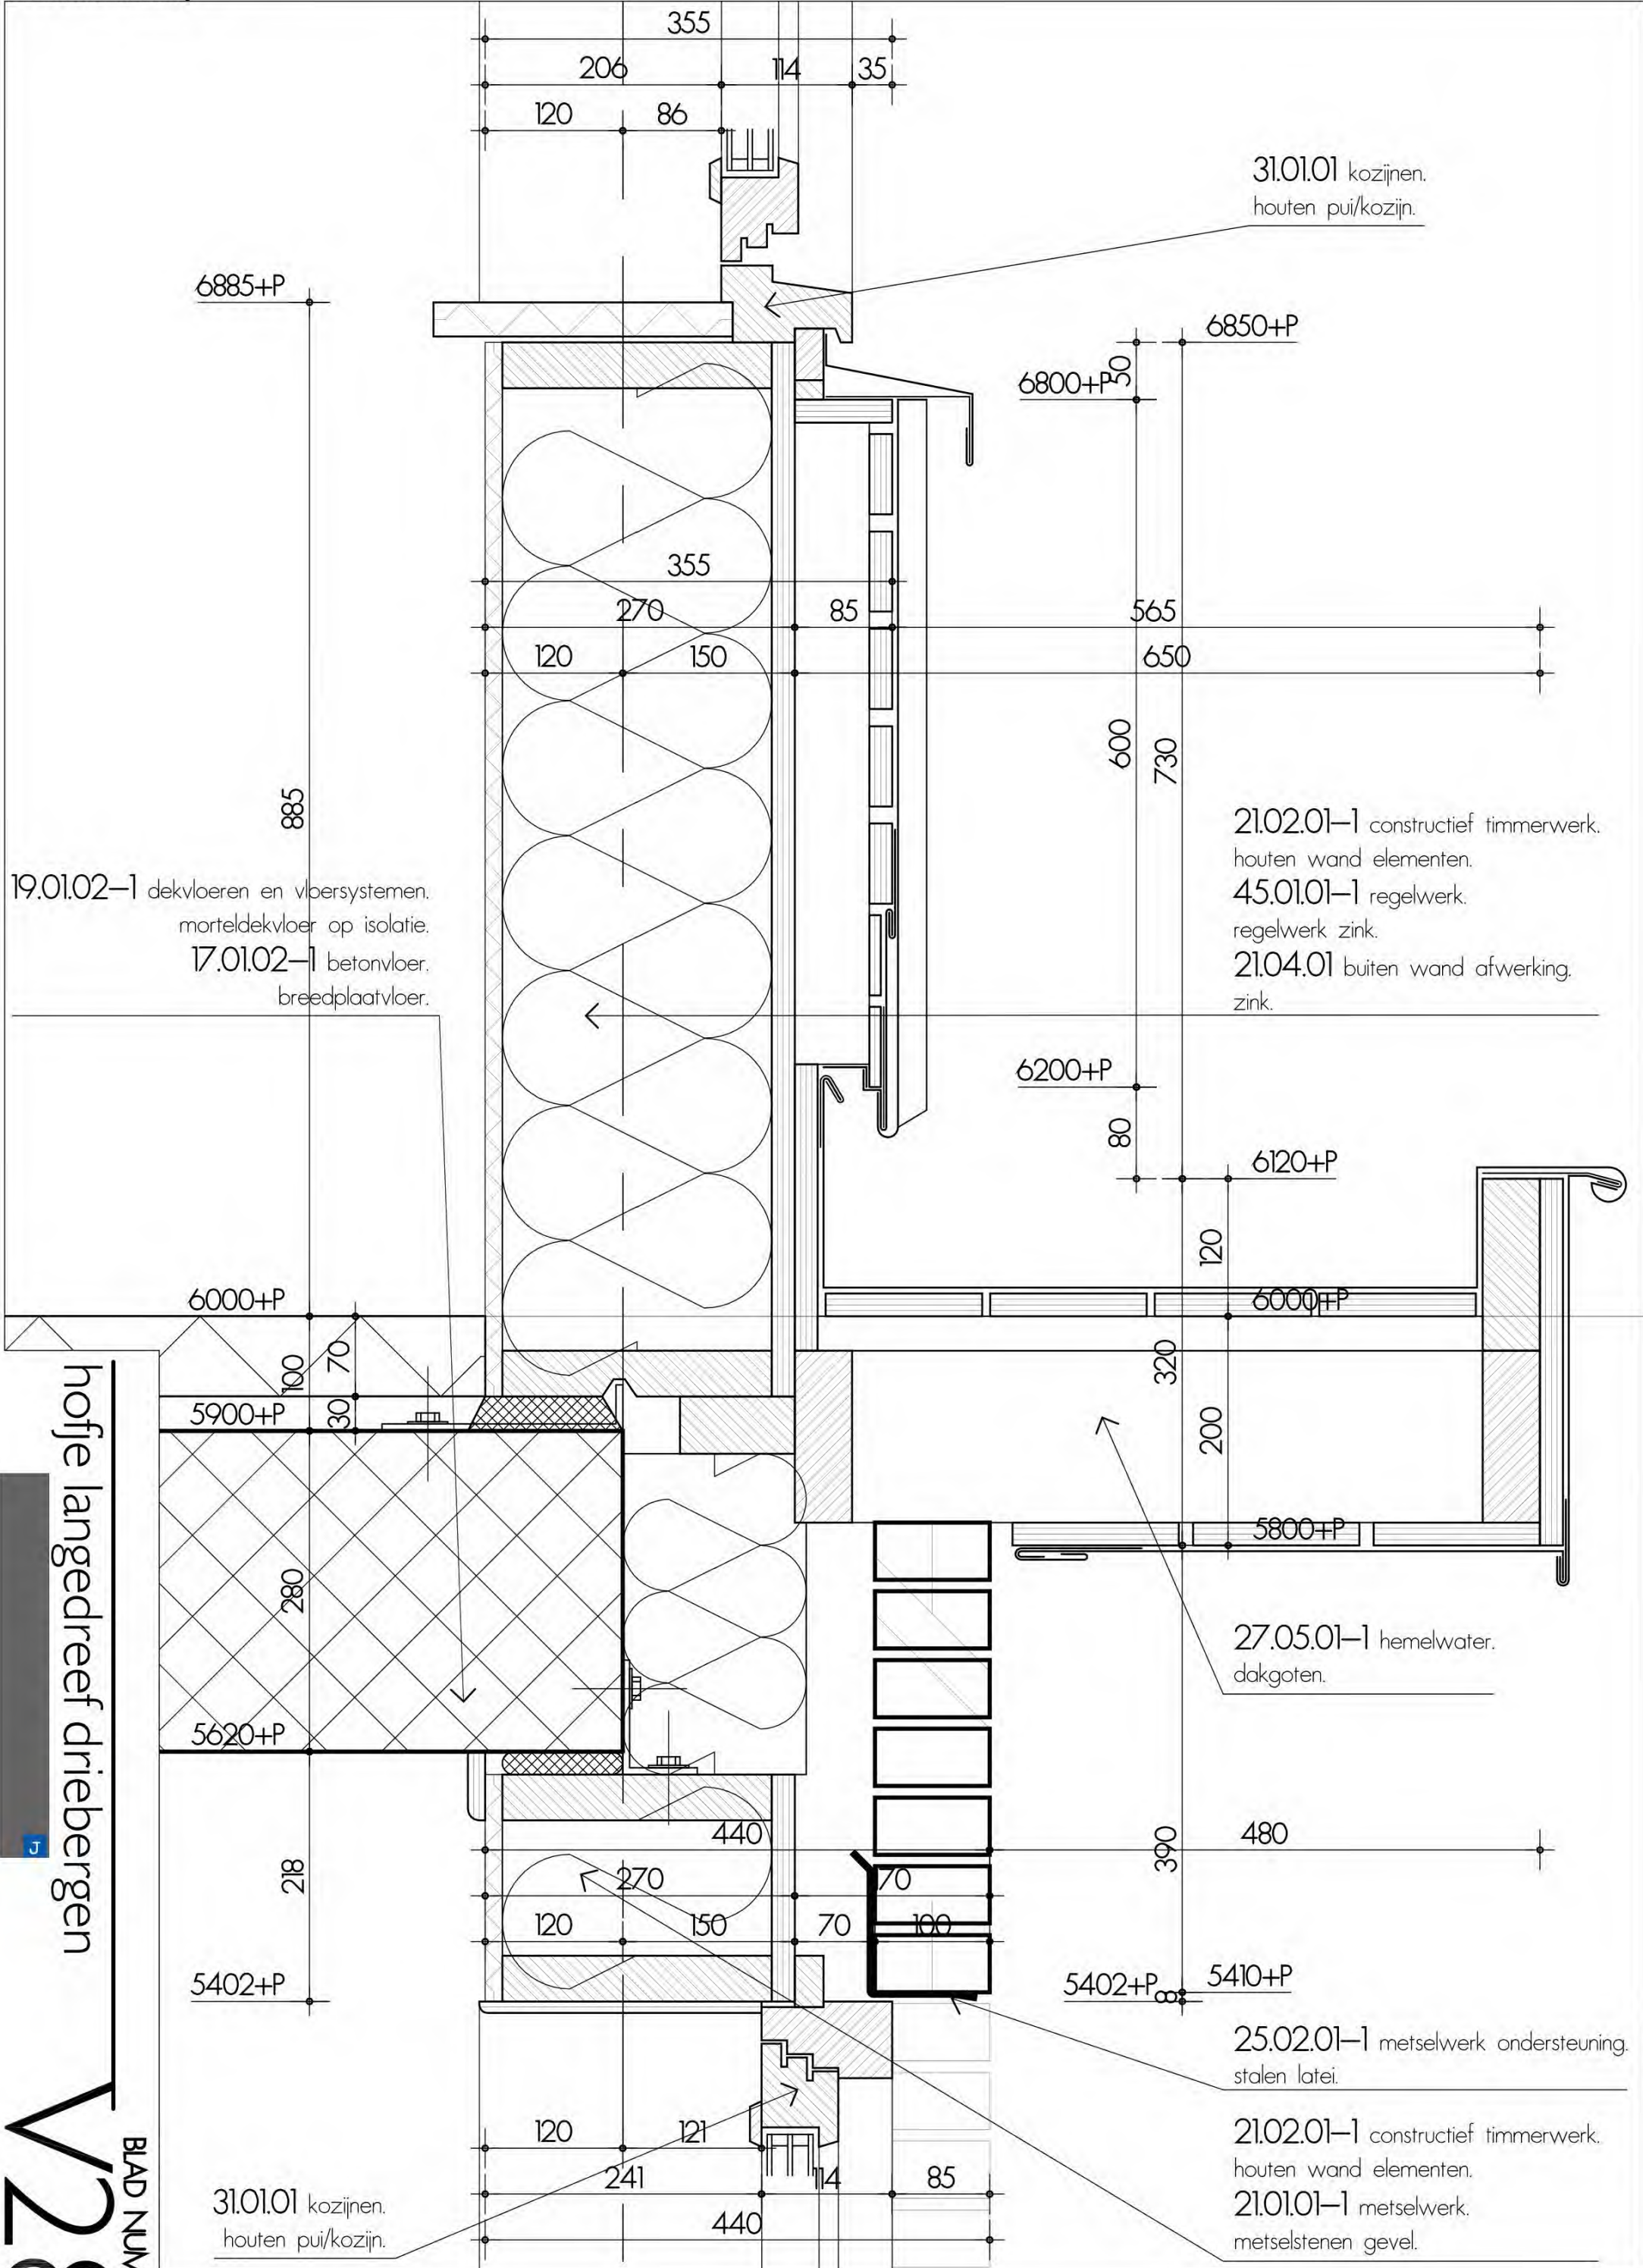 355
206 114 35
120 86
31.01.01 kozijnen.
houten pui/kozijn.
6885+P
6850+P
50
6800+P
355
270 85 565
120 150 650
600
730
885
21.02.01-1 constructief timmerwerk.
houten wand elementen.
45.01.01-1 regelwerk.
regelwerk zink.
21.04.01 buiten wand afwerking.
zink.
19.01.02-1 dekvloeren en vloersystemen.
morteldekvloer op isolatie.
17.01.02-1 betonvloer.
breedplaatvloer.
6200+P
80
6120+P
120
6000+P
6000+P
100
70
30
320
200
5900+P
5800+P
280
27.05.01-1 hemelwater.
dakgoten.
5620+P
218
440 480
390
270 70
120 150 70 100
5402+P
5402+P
8
5410+P
25.02.01-1 metselwerk ondersteuning.
stalen latei.
21.02.01-1 constructief timmerwerk.
houten wand elementen.
21.01.01-1 metselwerk.
metselstenen gevel.
120 121
241 114 85
440
31.01.01 kozijnen.
houten pui/kozijn.
hofje langedreef driebergen
J
BLAD